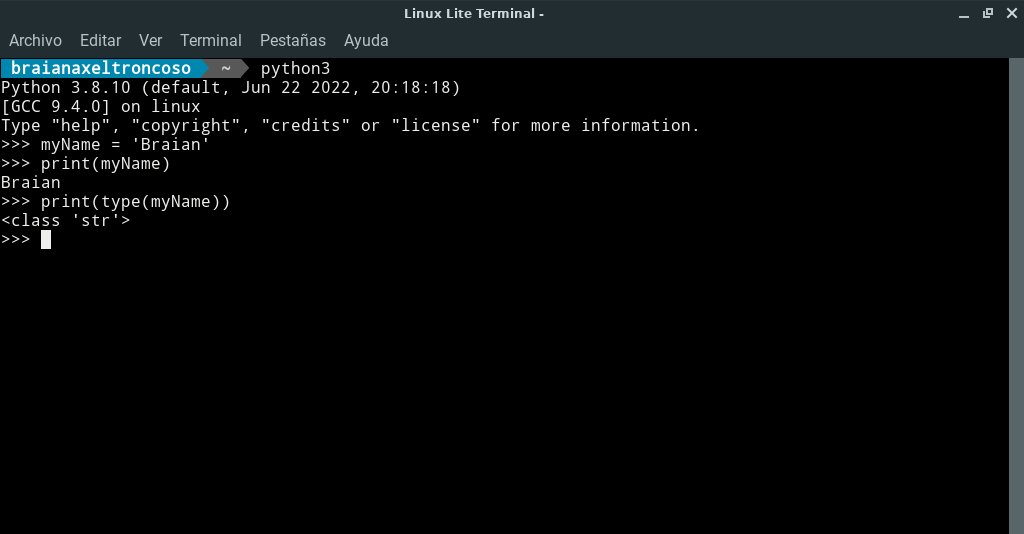 Linux Lite Terminal -
Archivo Editar Ver Terminal Pestañas Ayuda
braianaxeltroncoso ~ python3
Python 3.8.10 (default, Jun 22 2022, 20:18:18)
[GCC 9.4.0] on linux
Type "help", "copyright", "credits" or "license" for more information.
>>> myName = 'Braian'
>>> print(myName)
Braian
>>> print(type(myName))
<class 'str'>
>>>